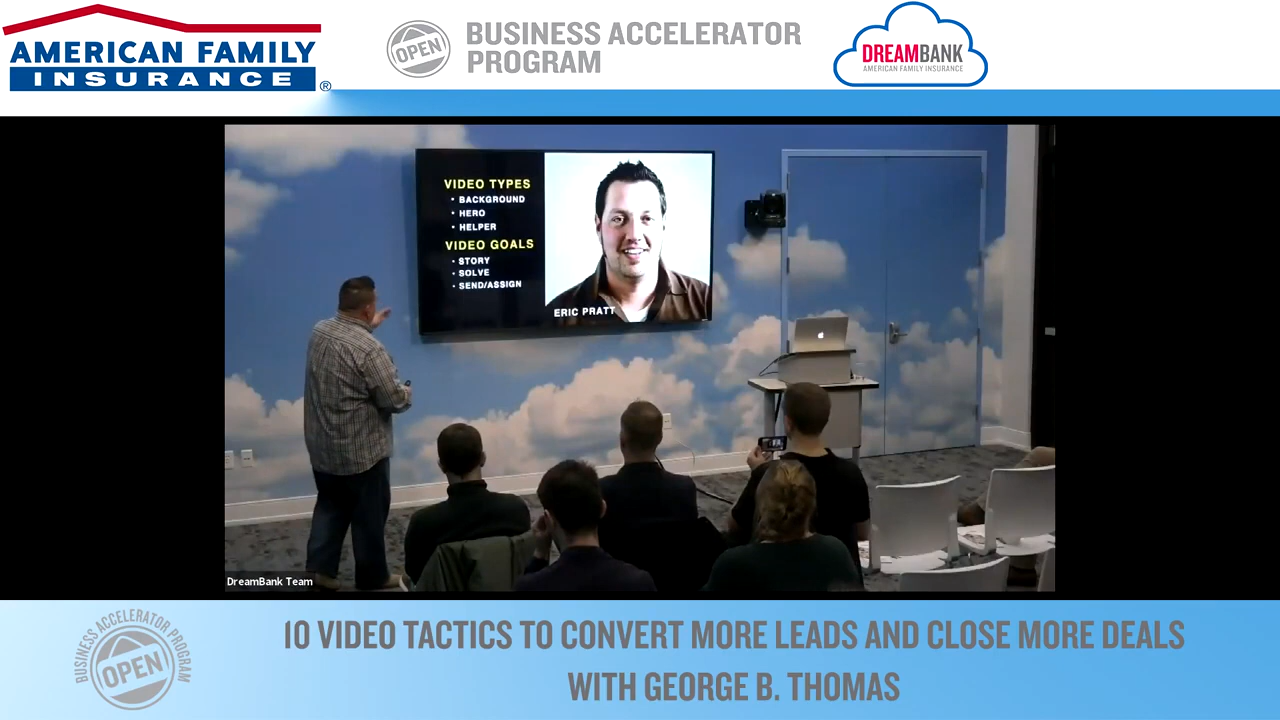 AMERICAN FAMILY
INSURANCE ®
OPEN
BUSINESS ACCELERATOR
PROGRAM
DREAMBANK
AMERICAN FAMILY INSURANCE
VIDEO TYPES
• BACKGROUND
• HERO
• HELPER
VIDEO GOALS
• STORY
• SOLVE
• SEND/ASSIGN
ERIC PRATT
DreamBank Team
BUSINESS ACCELERATOR PROGRAM
OPEN
10 VIDEO TACTICS TO CONVERT MORE LEADS AND CLOSE MORE DEALS
WITH GEORGE B. THOMAS